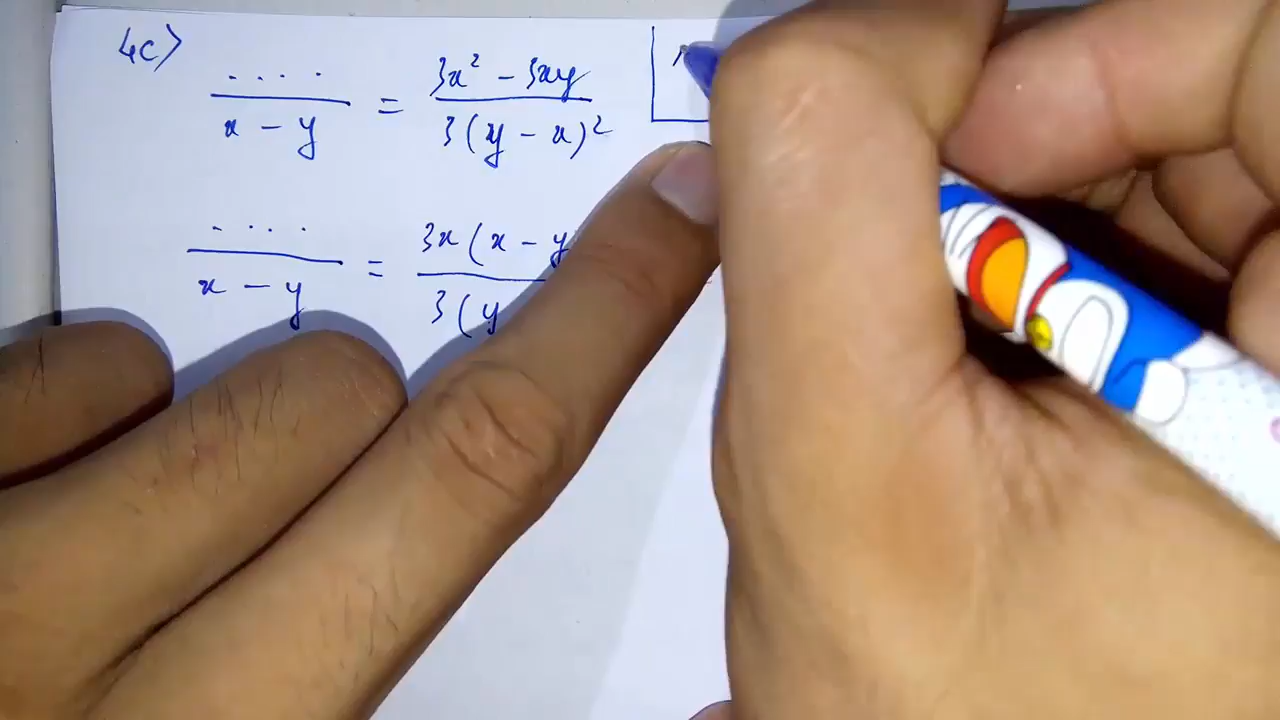 4c)
.... / x - y = 3x² - 3xy / 3(y - x)²
.... / x - y = 3x(x - y / 3(y